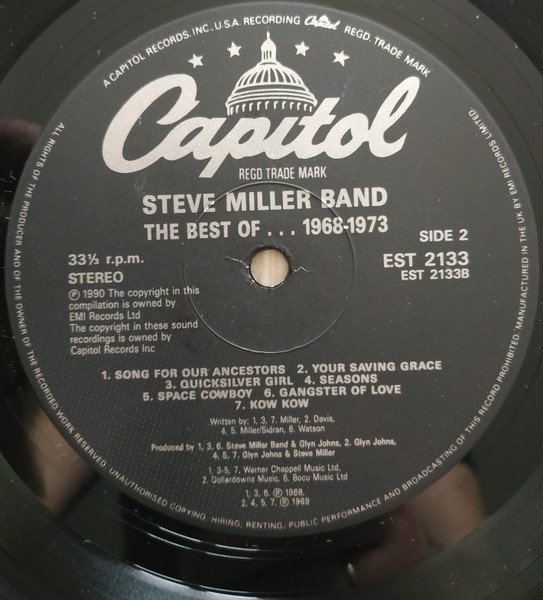 A CAPITOL RECORDS, INC., U.S.A. RECORDING Capitol REGD. TRADE MARK
Capitol
REGD. TRADE MARK
STEVE MILLER BAND
THE BEST OF . . . 1968-1973
SIDE 2
33⅓ r.p.m.
STEREO
EST 2133
EST 2133B
℗ 1990 The copyright in this
compilation is owned by
EMI Records Ltd
The copyright in these sound
recordings is owned by
Capitol Records Inc
1. SONG FOR OUR ANCESTORS 2. YOUR SAVING GRACE
3. QUICKSILVER GIRL 4. SEASONS
5. SPACE COWBOY 6. GANGSTER OF LOVE
7. KOW KOW
Written by: 1, 3, 7. Miller, 2. Davis,
4, 5. Miller/Sidran, 6. Watson
Produced by 1, 3, 6. Steve Miller Band & Glyn Johns, 2. Glyn Johns,
4, 5, 7. Glyn Johns & Steve Miller
1, 3-5, 7, Warner Chappell Music Ltd,
2. Dollardowns Music, 6. Bocu Music Ltd
1, 3, 6. ℗ 1968,
2, 4, 5, 7. ℗ 1969
ALL RIGHTS OF THE PRODUCER AND OF THE OWNER OF THE RECORDED WORK RESERVED. UNAUTHORISED COPYING, HIRING, RENTING, PUBLIC PERFORMANCE AND BROADCASTING OF THIS RECORD PROHIBITED. MANUFACTURED IN THE UK BY EMI RECORDS LIMITED